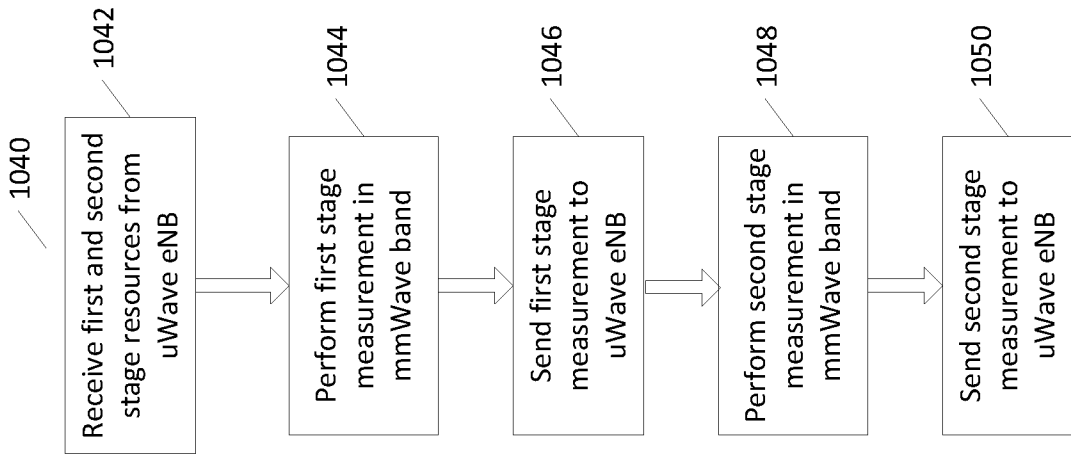 1040
1042
Receive first and second
stage resources from
uWave eNB
1044
Perform first stage
measurement in
mmWave band
1046
Send first stage
measurement to
uWave eNB
1048
Perform second stage
measurement in
mmWave band
1050
Send second stage
measurement to
uWave eNB